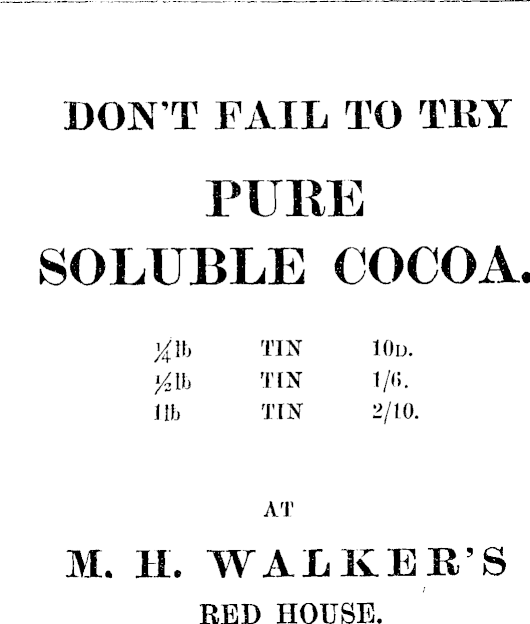 DON'T FAIL TO TRY
PURE
SOLUBLE COCOA.
¼lb TIN 10D.
½lb TIN 1/6.
1lb TIN 2/10.
AT
M. H. WALKER'S
RED HOUSE.